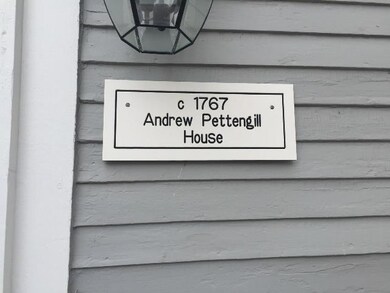 c 1767
Andrew Pettengill
House